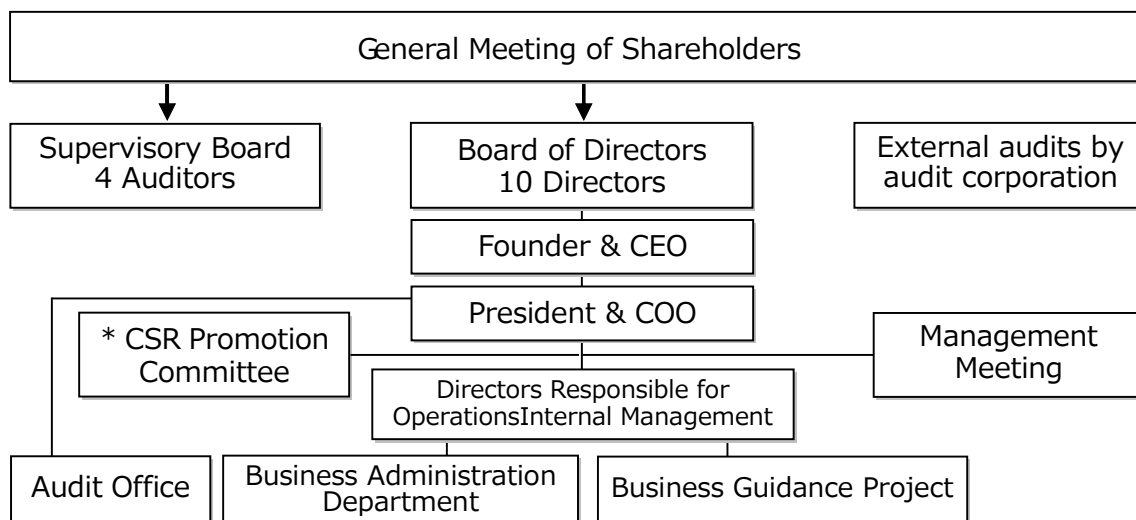 General Meeting of Shareholders
Supervisory Board
4 Auditors
Board of Directors
10 Directors
External audits by
audit corporation
Founder & CEO
President & COO
* CSR Promotion
Committee
Management
Meeting
Directors Responsible for
OperationsInternal Management
Audit Office
Business Administration
Department
Business Guidance Project